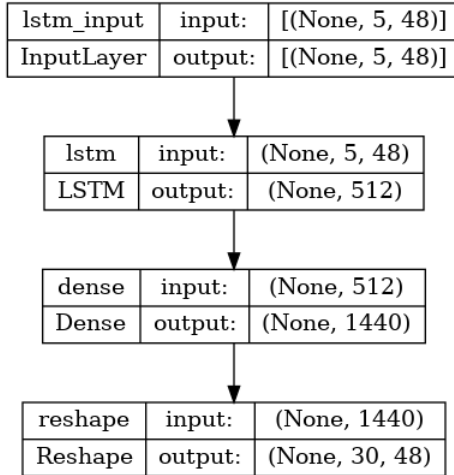 lstm_input input: [(None, 5, 48)]
InputLayer output: [(None, 5, 48)]
lstm input: (None, 5, 48)
LSTM output: (None, 512)
dense input: (None, 512)
Dense output: (None, 1440)
reshape input: (None, 1440)
Reshape output: (None, 30, 48)